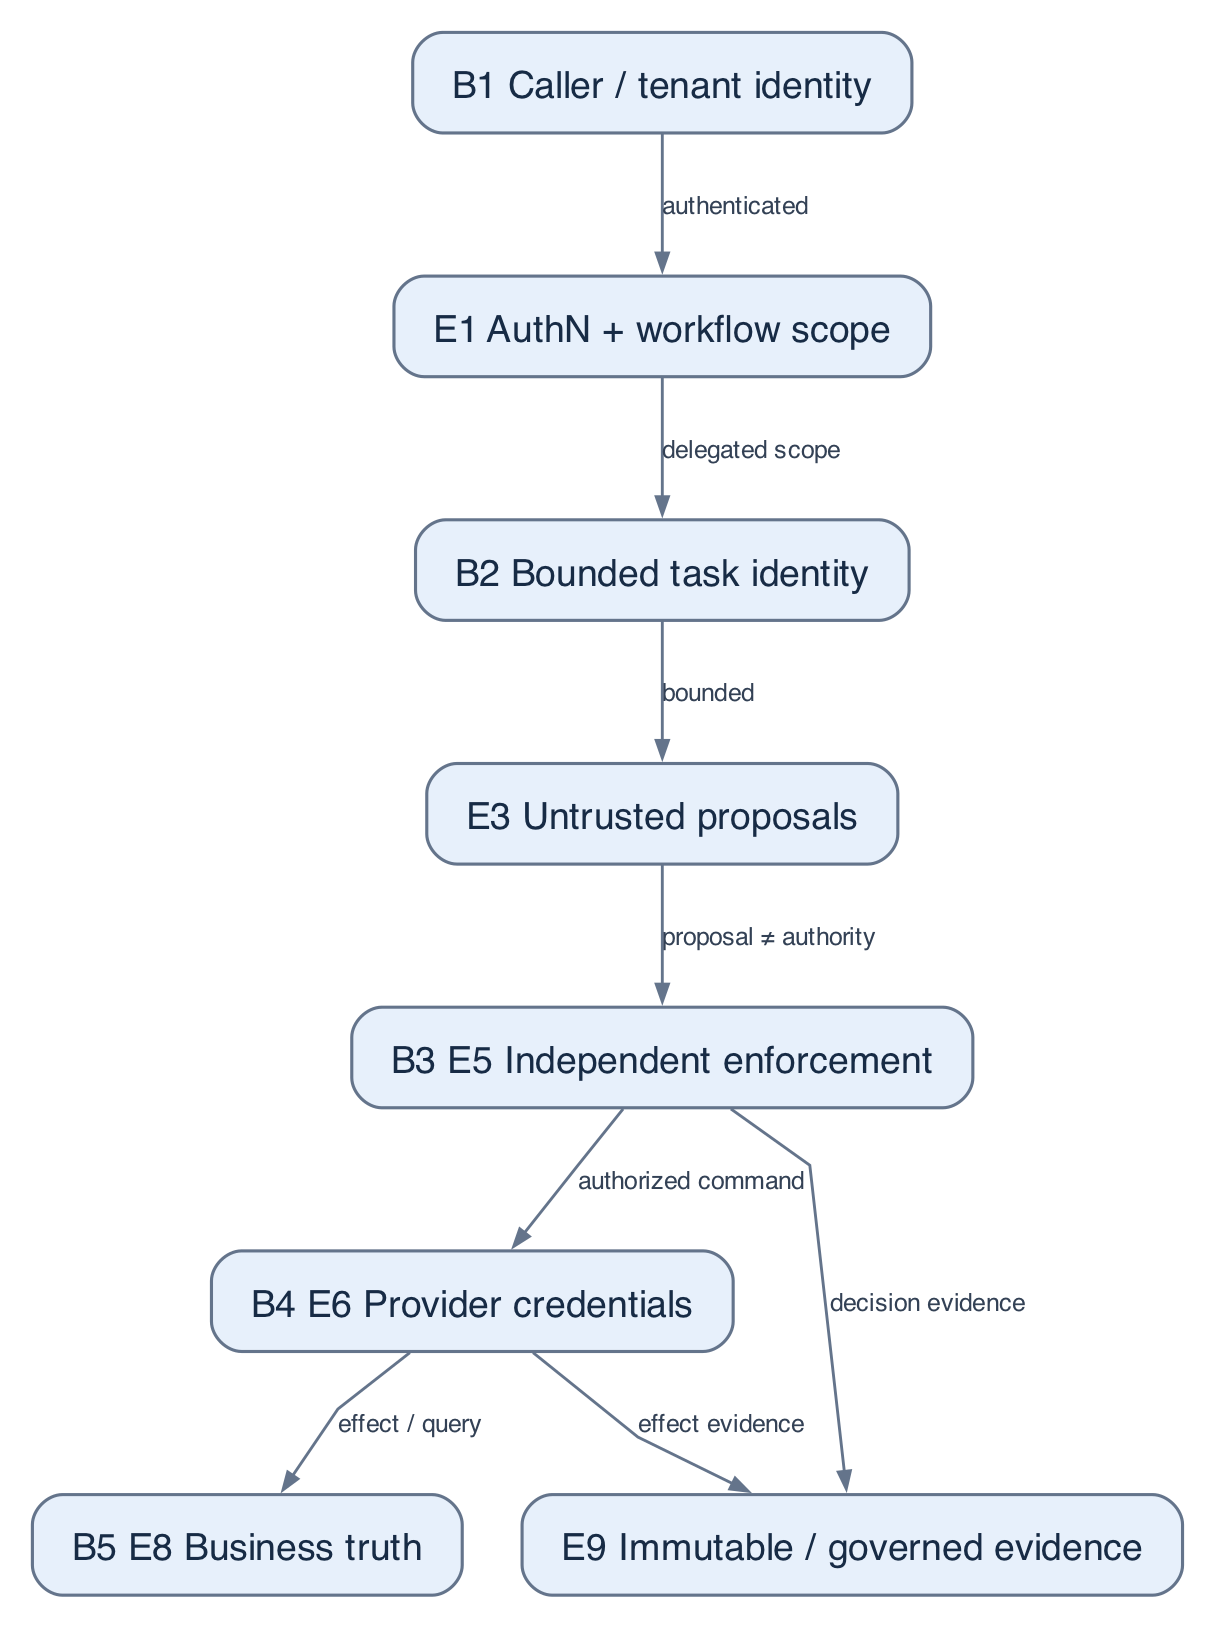 B1 Caller / tenant identity
authenticated
E1 AuthN + workflow scope
delegated scope
B2 Bounded task identity
bounded
E3 Untrusted proposals
proposal ≠ authority
B3 E5 Independent enforcement
authorized command
B4 E6 Provider credentials
decision evidence
effect / query
effect evidence
B5 E8 Business truth
E9 Immutable / governed evidence